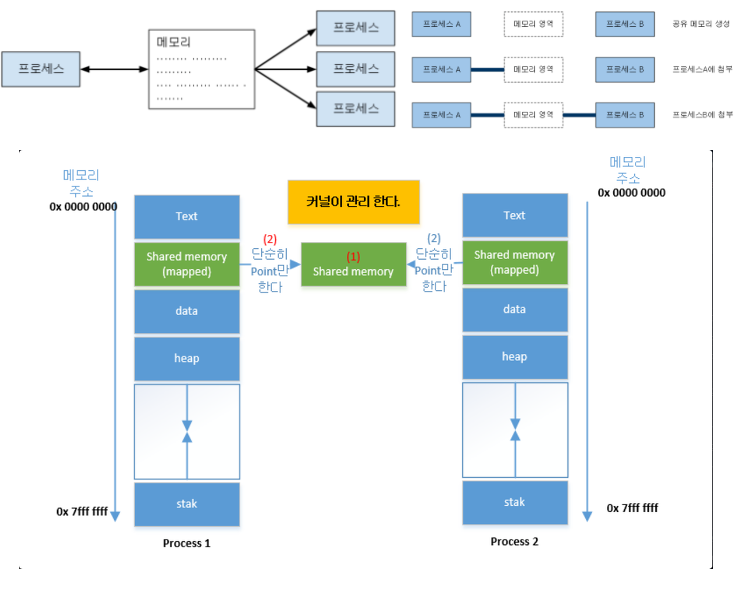 프로세스
메모리
........ .........
.........
.... ......... ...... .
.......
프로세스
프로세스
프로세스
프로세스 A
메모리 영역
프로세스 B
공유 메모리 생성
프로세스 A
메모리 영역
프로세스 B
프로세스A에 첨부
프로세스 A
메모리 영역
프로세스 B
프로세스B에 첨부
메모리
주소
0x 0000 0000
Text
Shared memory
(mapped)
data
heap
stak
0x 7fff ffff
Process 1
(2)
단순히
Point만
한다
커널이 관리 한다.
(1)
Shared memory
(2)
단순히
Point만
한다
메모리
주소
0x 0000 0000
Text
Shared memory
(mapped)
data
heap
stak
0x 7fff ffff
Process 2